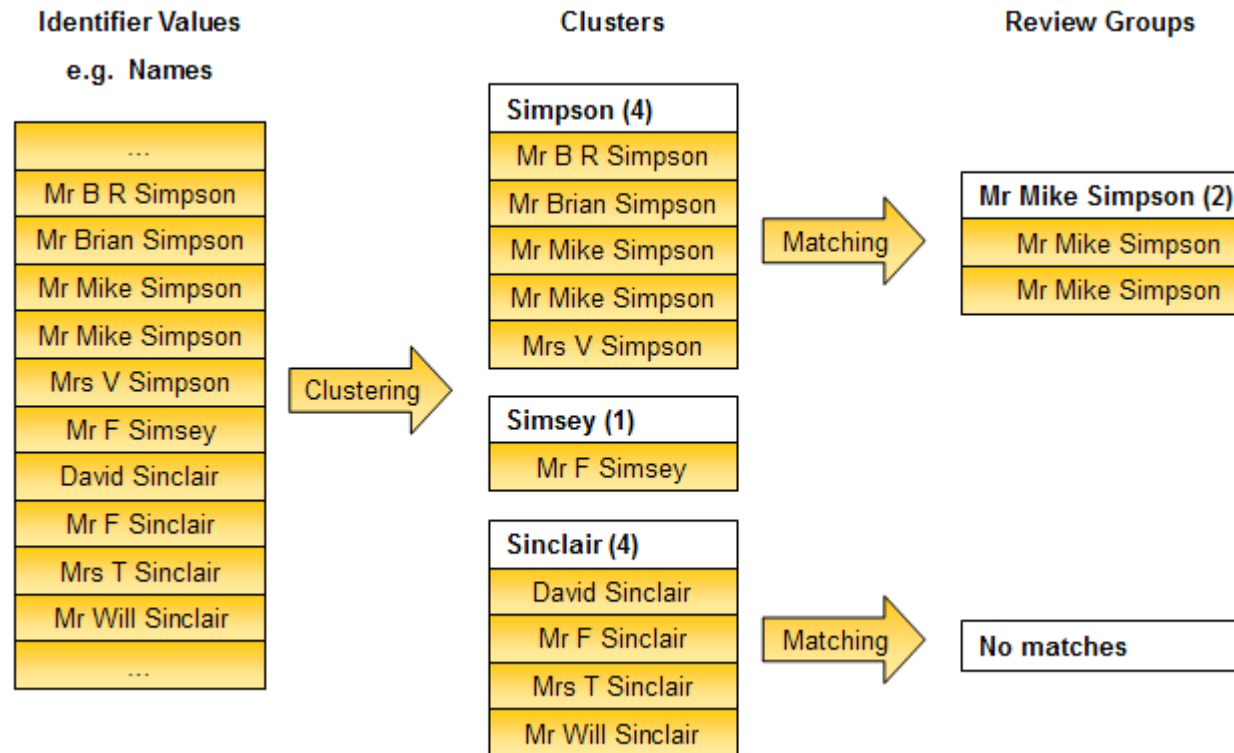 Identifier Values
e.g. Names
...
Mr B R Simpson
Mr Brian Simpson
Mr Mike Simpson
Mr Mike Simpson
Mrs V Simpson
Mr F Simsey
David Sinclair
Mr F Sinclair
Mrs T Sinclair
Mr Will Sinclair
...
Clustering
Clusters
Simpson (4)
Mr B R Simpson
Mr Brian Simpson
Mr Mike Simpson
Mr Mike Simpson
Mrs V Simpson
Simsey (1)
Mr F Simsey
Sinclair (4)
David Sinclair
Mr F Sinclair
Mrs T Sinclair
Mr Will Sinclair
Matching
Matching
Review Groups
Mr Mike Simpson (2)
Mr Mike Simpson
Mr Mike Simpson
No matches